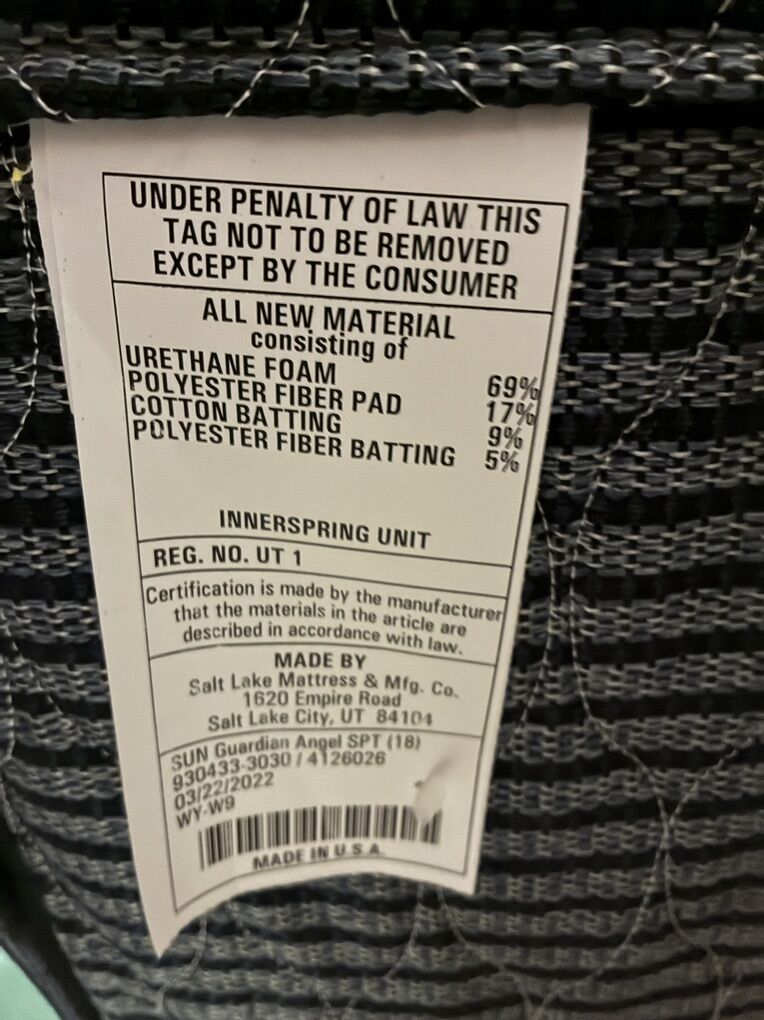 UNDER PENALTY OF LAW THIS
TAG NOT TO BE REMOVED
EXCEPT BY THE CONSUMER
ALL NEW MATERIAL
consisting of
URETHANE FOAM 69%
POLYESTER FIBER PAD 17%
COTTON BATTING 9%
POLYESTER FIBER BATTING 5%
INNERSPRING UNIT
REG. NO. UT 1
Certification is made by the manufacturer
that the materials in the article are
described in accordance with law.
MADE BY
Salt Lake Mattress & Mfg. Co.
1620 Empire Road
Salt Lake City, UT 84104
SUN Guardian Angel SPT (18)
930433-3030 / 4126026
03/22/2022
WY-W9
MADE IN U.S.A.